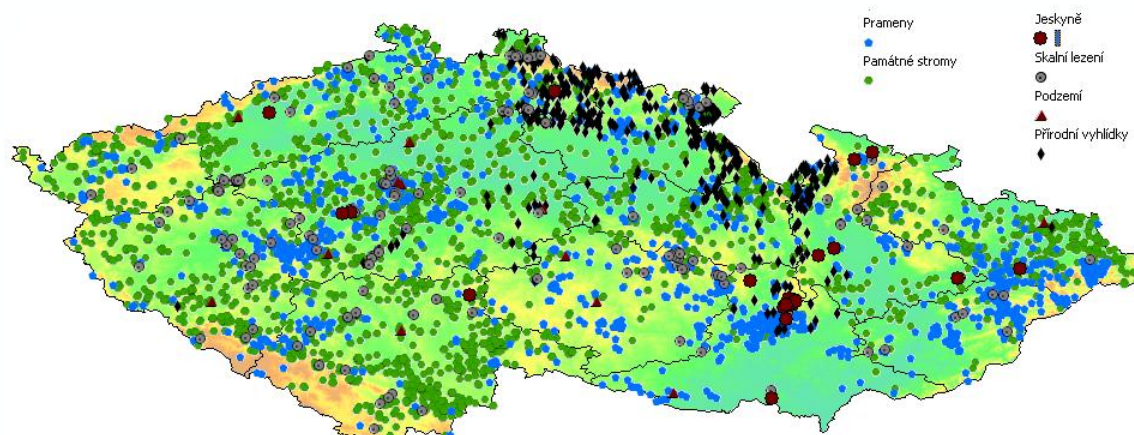 Prameny
Památné stromy
Jeskyně
Skalní lezení
Podzemí
Přírodní vyhlídky